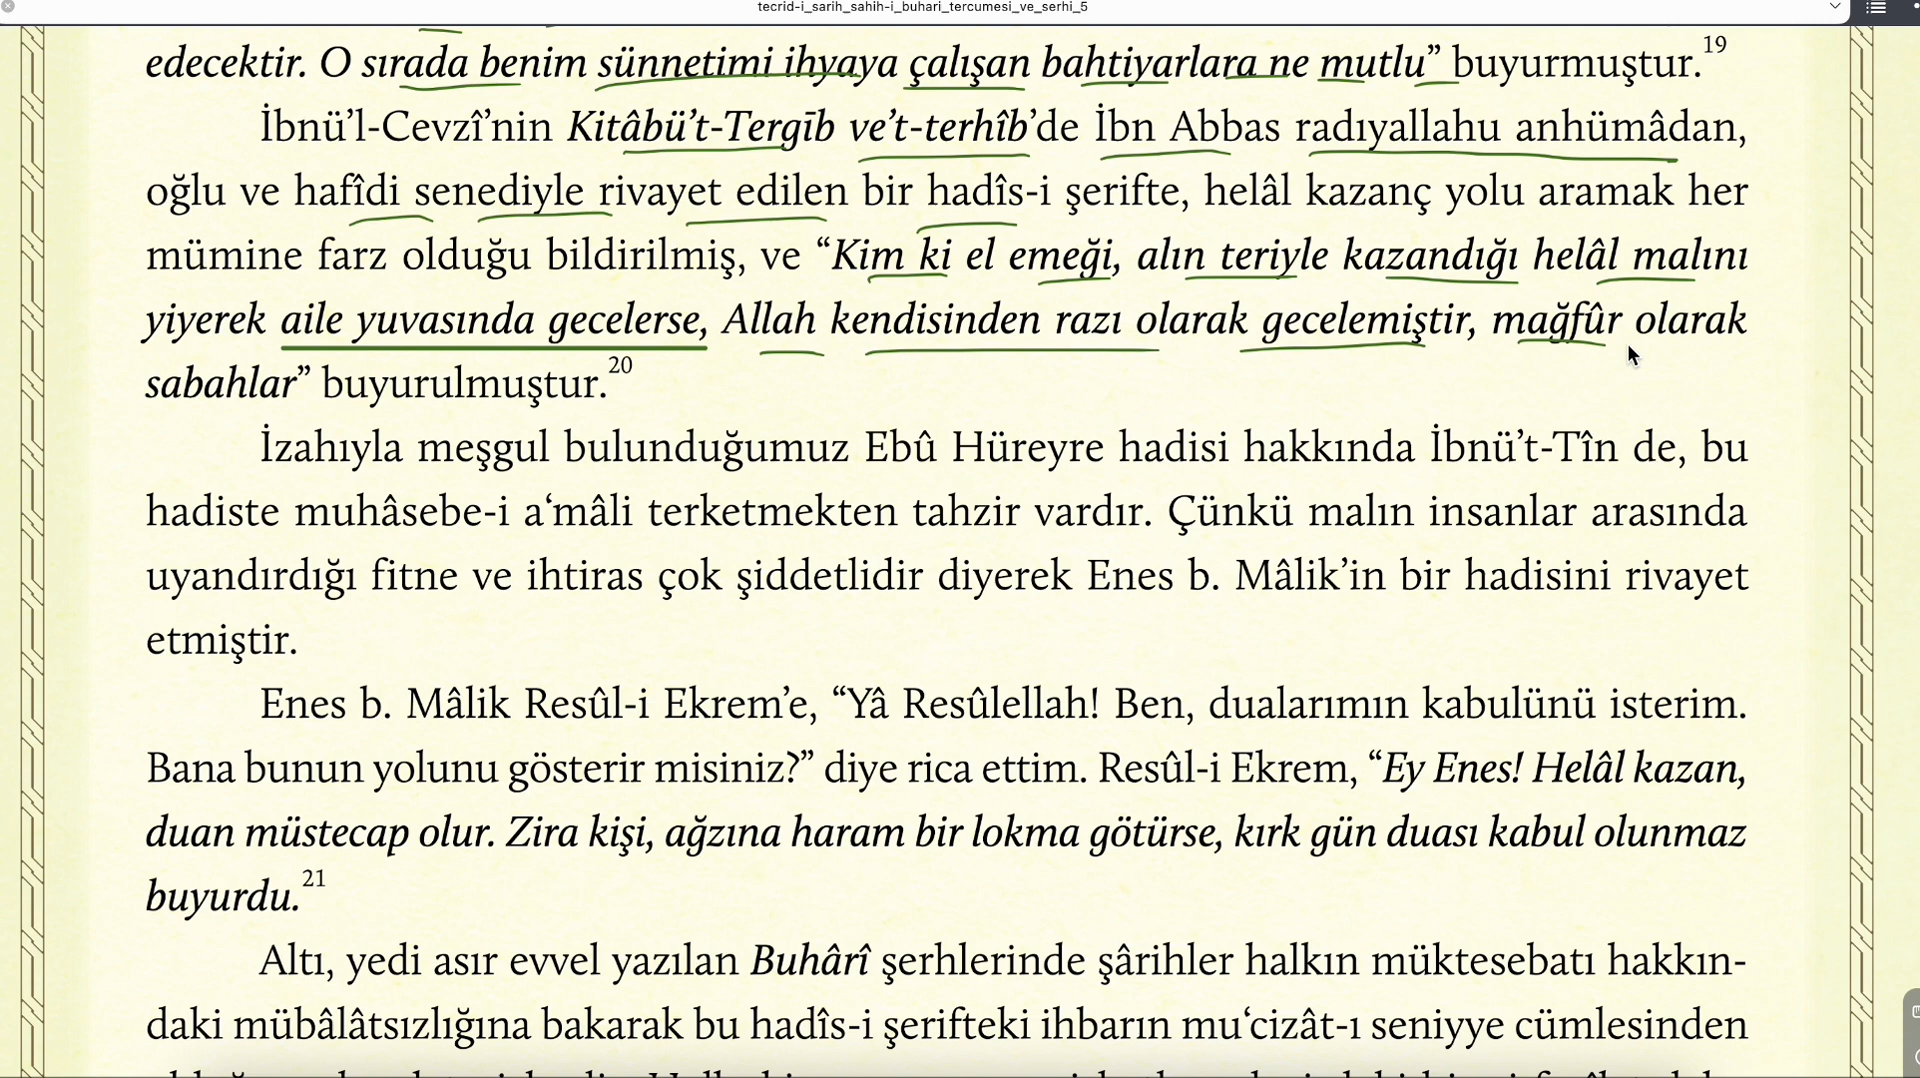 tecrid-i_sarih_sahih-i_buhari_tercumesi_ve_serhi_5
edecektir. O sırada benim sünnetimi ihyaya çalışan bahtiyarlara ne mutlu” buyurmuştur.19
İbnü’l-Cevzî’nin Kitâbü’t-Tergīb ve’t-terhîb’de İbn Abbas radıyallahu anhümâdan,
oğlu ve hafîdi senediyle rivayet edilen bir hadîs-i şerifte, helâl kazanç yolu aramak her
mümine farz olduğu bildirilmiş, ve “Kim ki el emeği, alın teriyle kazandığı helâl malını
yiyerek aile yuvasında gecelerse, Allah kendisinden razı olarak gecelemiştir, mağfûr olarak
sabahlar” buyurulmuştur.20
İzahıyla meşgul bulunduğumuz Ebû Hüreyre hadisi hakkında İbnü’t-Tîn de, bu
hadiste muhâsebe-i a‘mâli terketmekten tahzir vardır. Çünkü malın insanlar arasında
uyandırdığı fitne ve ihtiras çok şiddetlidir diyerek Enes b. Mâlik’in bir hadisini rivayet
etmiştir.
Enes b. Mâlik Resûl-i Ekrem’e, “Yâ Resûlellah! Ben, dualarımın kabulünü isterim.
Bana bunun yolunu gösterir misiniz?” diye rica ettim. Resûl-i Ekrem, “Ey Enes! Helâl kazan,
duan müstecap olur. Zira kişi, ağzına haram bir lokma götürse, kırk gün duası kabul olunmaz
buyurdu.21
Altı, yedi asır evvel yazılan Buhârî şerhlerinde şârihler halkın müktesebatı hakkın-
daki mübâlâtsızlığına bakarak bu hadîs-i şerifteki ihbarın mu‘cizât-ı seniyye cümlesinden